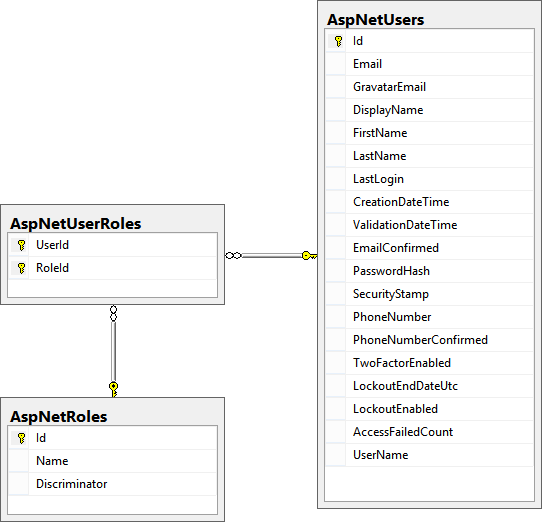 AspNetUsers
Id
Email
GravatarEmail
DisplayName
FirstName
LastName
LastLogin
CreationDateTime
ValidationDateTime
EmailConfirmed
PasswordHash
SecurityStamp
PhoneNumber
PhoneNumberConfirmed
TwoFactorEnabled
LockoutEndDateUtc
LockoutEnabled
AccessFailedCount
UserName
AspNetUserRoles
UserId
RoleId
AspNetRoles
Id
Name
Discriminator